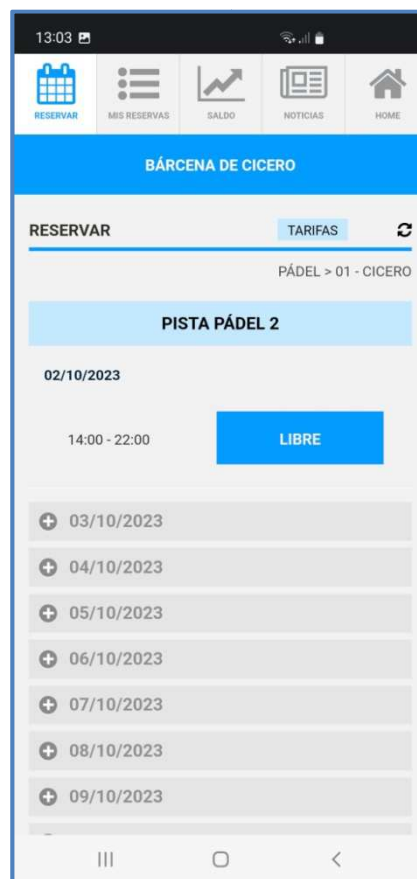 13:03
RESERVAR MIS RESERVAS SALDO NOTICIAS HOME
BÁRCENA DE CICERO
RESERVAR TARIFAS
PÁDEL > 01 - CICERO
PISTA PÁDEL 2
02/10/2023
14:00 - 22:00 LIBRE
03/10/2023
04/10/2023
05/10/2023
06/10/2023
07/10/2023
08/10/2023
09/10/2023